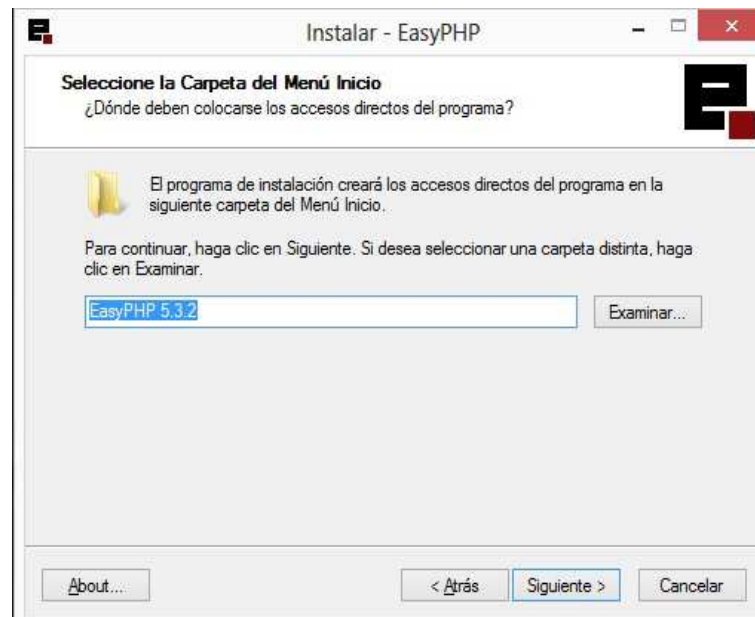 Instalar - EasyPHP
Seleccione la Carpeta del Menú Inicio
¿Dónde deben colocarse los accesos directos del programa?
El programa de instalación creará los accesos directos del programa en la
siguiente carpeta del Menú Inicio.
Para continuar, haga clic en Siguiente. Si desea seleccionar una carpeta distinta, haga
clic en Examinar.
EasyPHP 5.3.2
Examinar...
About...
< Atrás
Siguiente >
Cancelar